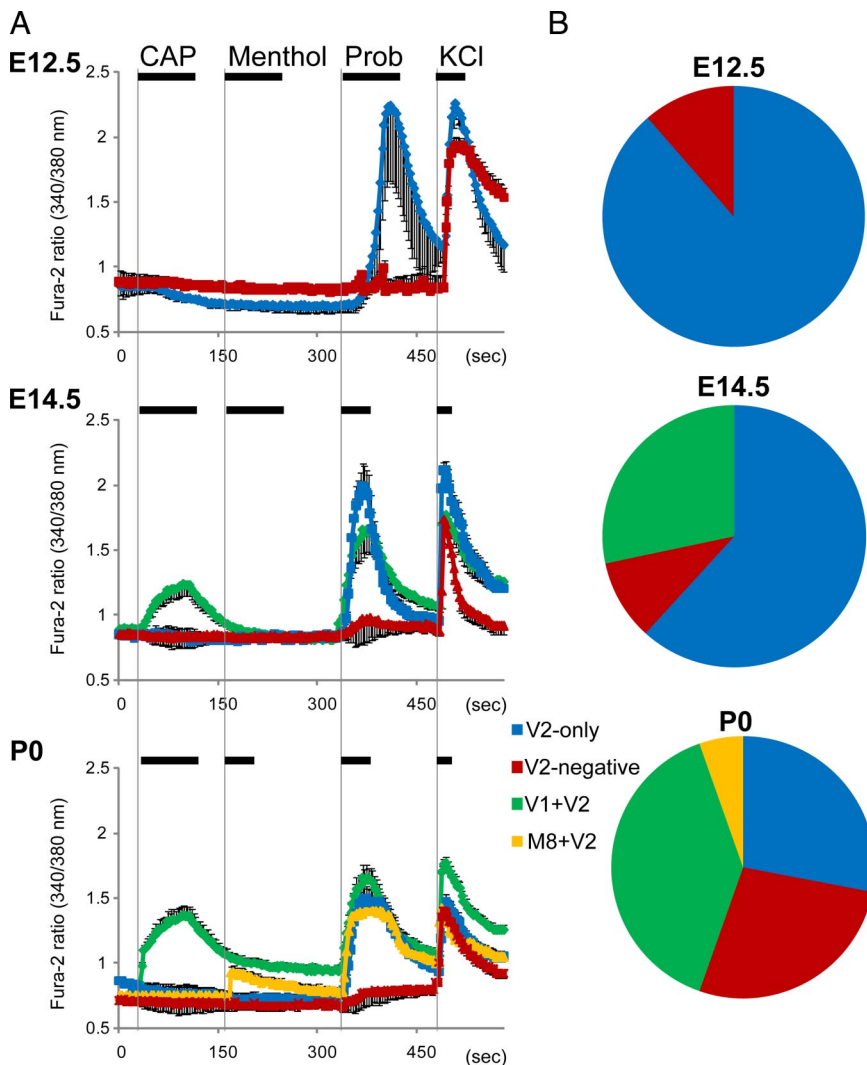 A
B
E12.5
CAP Menthol Prob KCl
Fura-2 ratio (340/380 nm)
2.5
2
1.5
1
0.5
0 150 300 450 (sec)
E12.5
E14.5
Fura-2 ratio (340/380 nm)
2.5
2
1.5
1
0.5
0 150 300 450 (sec)
E14.5
P0
Fura-2 ratio (340/380 nm)
2.5
2
1.5
1
0.5
0 150 300 450 (sec)
V2-only
V2-negative
V1+V2
M8+V2
P0